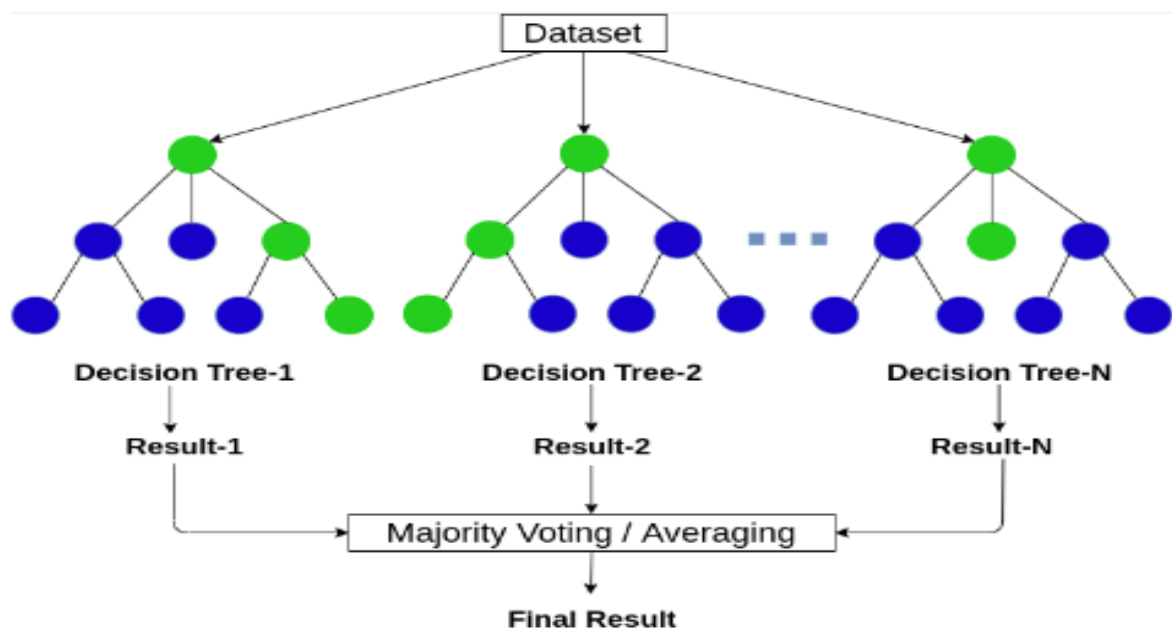 Dataset
Decision Tree-1
Decision Tree-2
Decision Tree-N
Result-1
Result-2
Result-N
Majority Voting / Averaging
Final Result